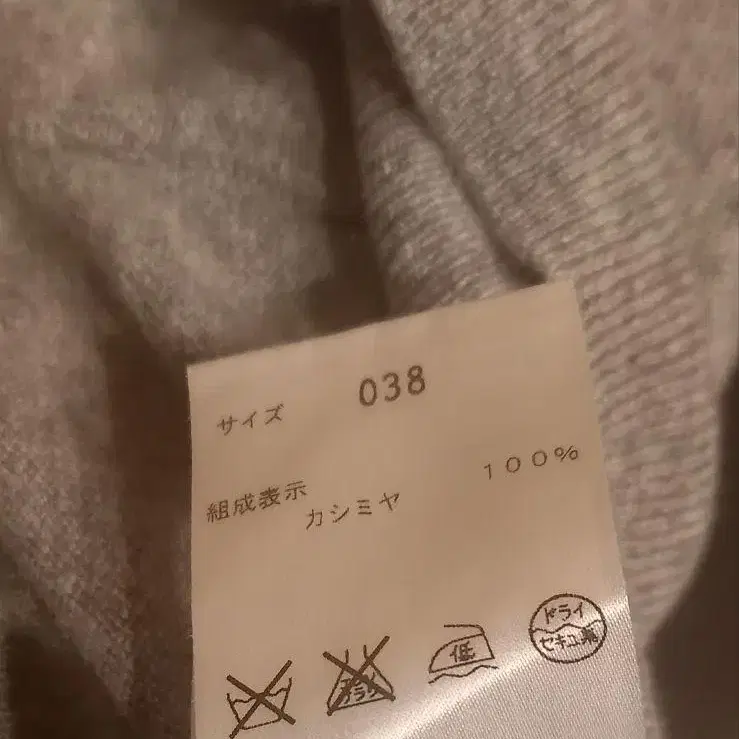 サイズ 038
組成表示
カシミヤ 100%
低
ドライ
セキユ系